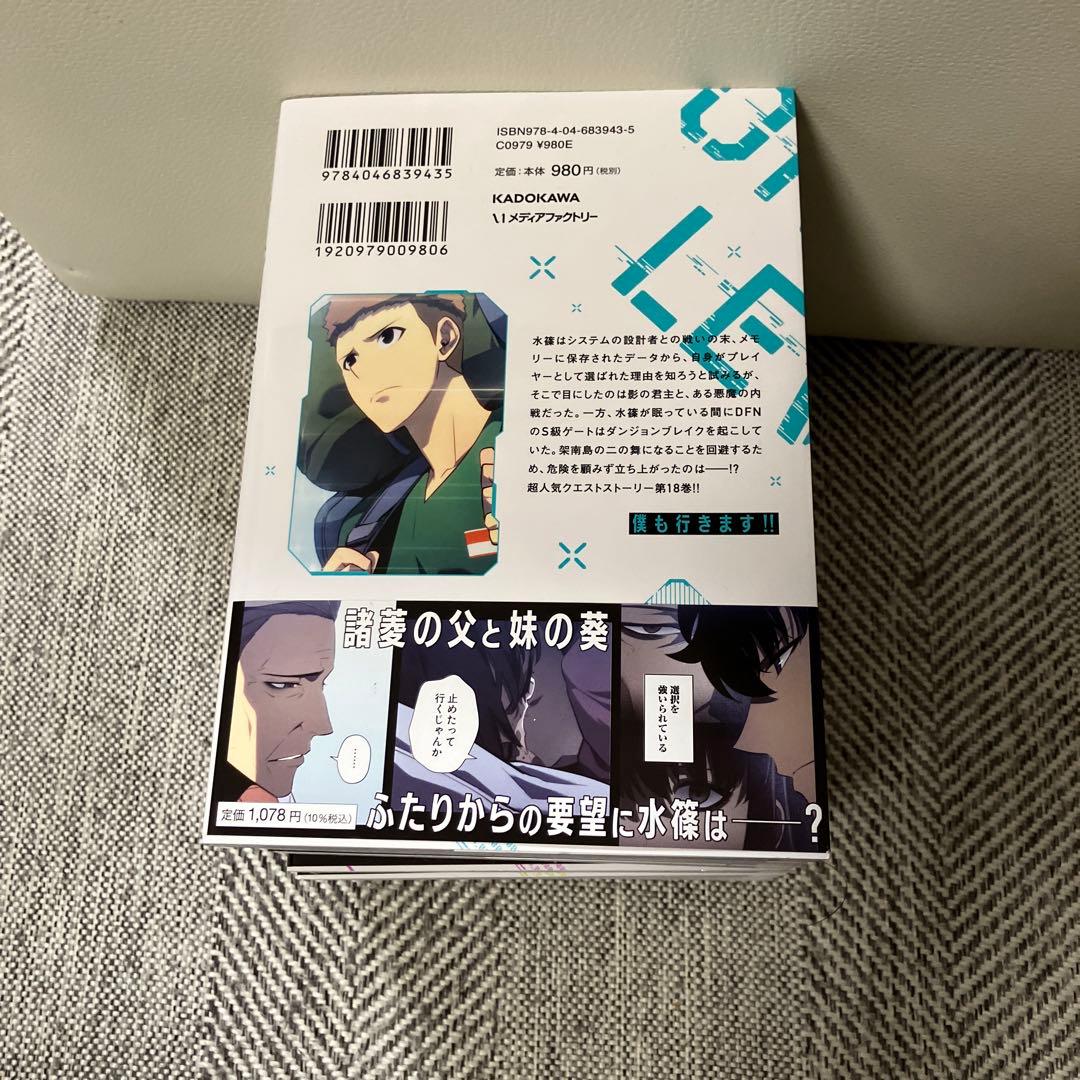 ISBN978-4-04-683943-5
C0979 ¥980E
定価:本体 980円(税別)
KADOKAWA
メディアファクトリー
9784046839435
1920979009806
水篠はシステムの設計者との戦いの末、メモ
リーに保存されたデータから、自身がプレイ
ヤーとして選ばれた理由を知ろうと試みるが、
そこで目にしたのは影の君主と、ある悪魔の内
戦だった。一方、水篠が眠っている間にDFN
のS級ゲートはダンジョンブレイクを起こして
いた。架南島の二の舞になることを回避するた
め、危険を顧みず立ち上がったのは——!?
超人気クエストストーリー第18巻!!
僕も行きます!!
諸菱の父と妹の葵
……
止めたって
行くじゃんか
選択を
強いられている
定価 1,078円(10%税込)
ふたりからの要望に水篠は——?